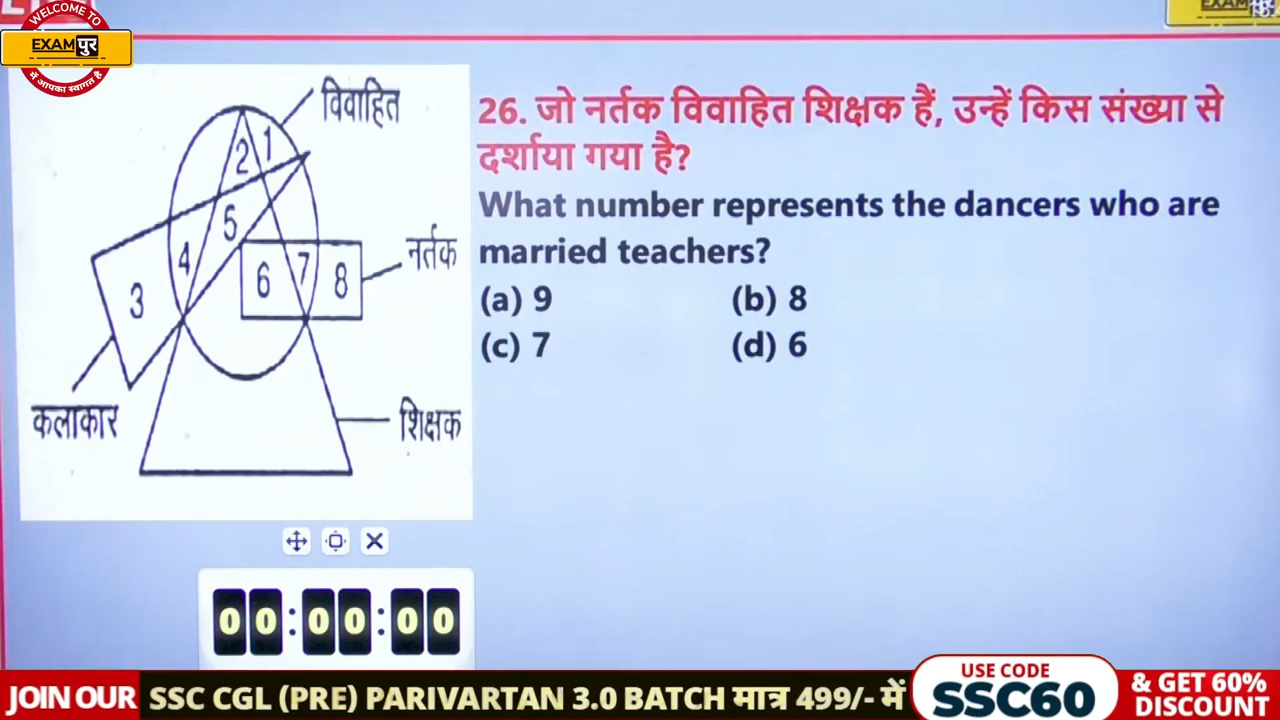 WELCOME TO
EXAMपुर
में आपका स्वागत है
EXAMपुर
विवाहित
1
2
5
4
3
6
7
8
नर्तक
कलाकार
शिक्षक
26. जो नर्तक विवाहित शिक्षक हैं, उन्हें किस संख्या से
दर्शाया गया है?
What number represents the dancers who are
married teachers?
(a) 9 (b) 8
(c) 7 (d) 6
00:00:00
JOIN OUR SSC CGL (PRE) PARIVARTAN 3.0 BATCH मात्र 499/- में
USE CODE
SSC60
& GET 60%
DISCOUNT